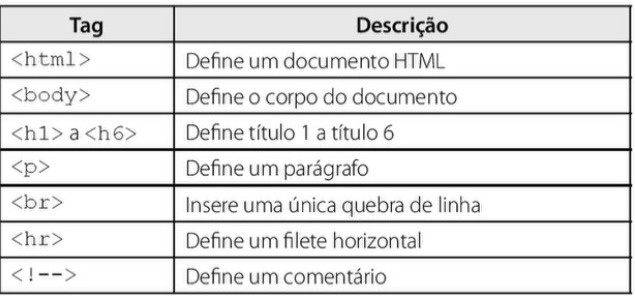 Tag Descrição
<html> Define um documento HTML
<body> Define o corpo do documento
<h1> a <h6> Define título 1 a título 6
<p> Define um parágrafo
<br> Insere uma única quebra de linha
<hr> Define um filete horizontal
<!--> Define um comentário